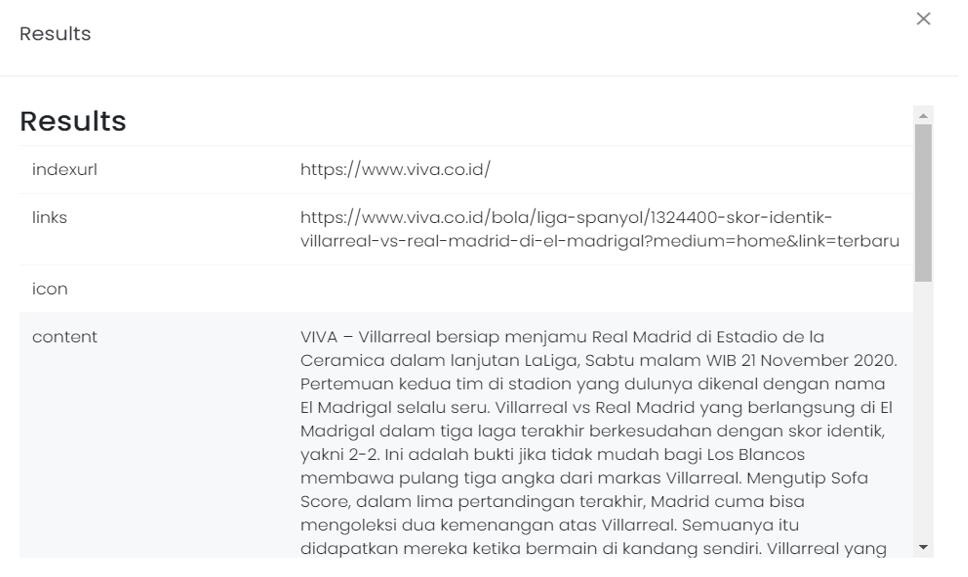 Results
Results
indexurl https://www.viva.co.id/
links https://www.viva.co.id/bola/liga-spanyol/1324400-skor-identik-
villarreal-vs-real-madrid-di-el-madrigal?medium=home&link=terbaru
icon
content VIVA – Villarreal bersiap menjamu Real Madrid di Estadio de la
Ceramica dalam lanjutan LaLiga, Sabtu malam WIB 21 November 2020.
Pertemuan kedua tim di stadion yang dulunya dikenal dengan nama
El Madrigal selalu seru. Villarreal vs Real Madrid yang berlangsung di El
Madrigal dalam tiga laga terakhir berkesudahan dengan skor identik,
yakni 2-2. Ini adalah bukti jika tidak mudah bagi Los Blancos
membawa pulang tiga angka dari markas Villarreal. Mengutip Sofa
Score, dalam lima pertandingan terakhir, Madrid cuma bisa
mengoleksi dua kemenangan atas Villarreal. Semuanya itu
didapatkan mereka ketika bermain di kandang sendiri. Villarreal yang